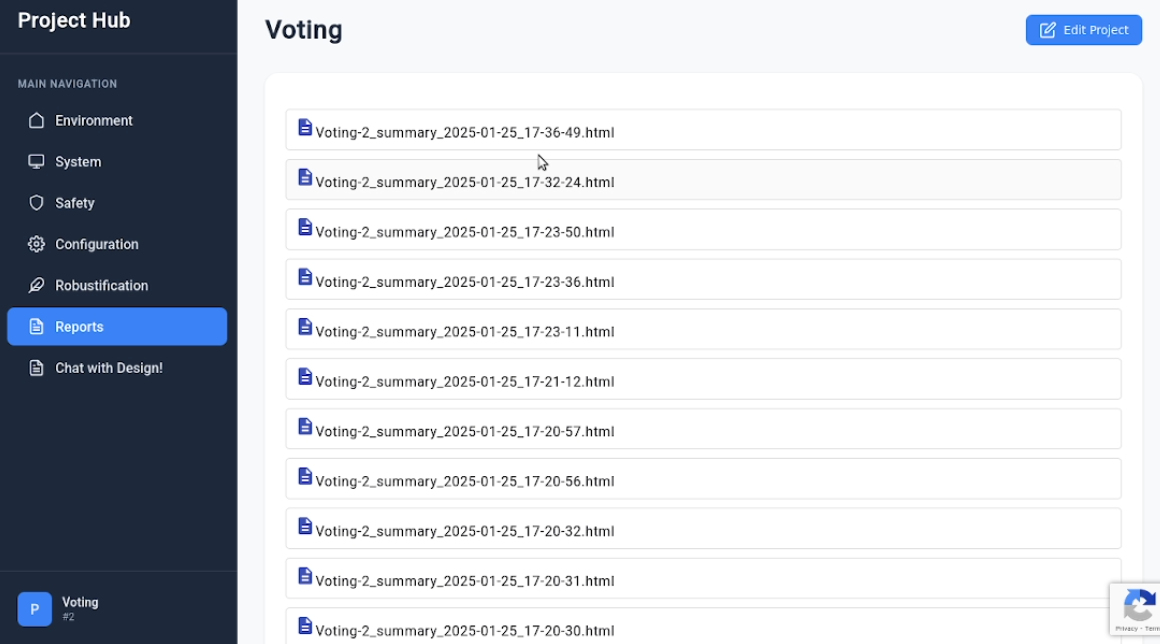 Project Hub
MAIN NAVIGATION
Environment
System
Safety
Configuration
Robustification
Reports
Chat with Design!
P
Voting
#2
Voting
Edit Project
Voting-2_summary_2025-01-25_17-36-49.html
Voting-2_summary_2025-01-25_17-32-24.html
Voting-2_summary_2025-01-25_17-23-50.html
Voting-2_summary_2025-01-25_17-23-36.html
Voting-2_summary_2025-01-25_17-23-11.html
Voting-2_summary_2025-01-25_17-21-12.html
Voting-2_summary_2025-01-25_17-20-57.html
Voting-2_summary_2025-01-25_17-20-56.html
Voting-2_summary_2025-01-25_17-20-32.html
Voting-2_summary_2025-01-25_17-20-31.html
Voting-2_summary_2025-01-25_17-20-30.html
Privacy - Term